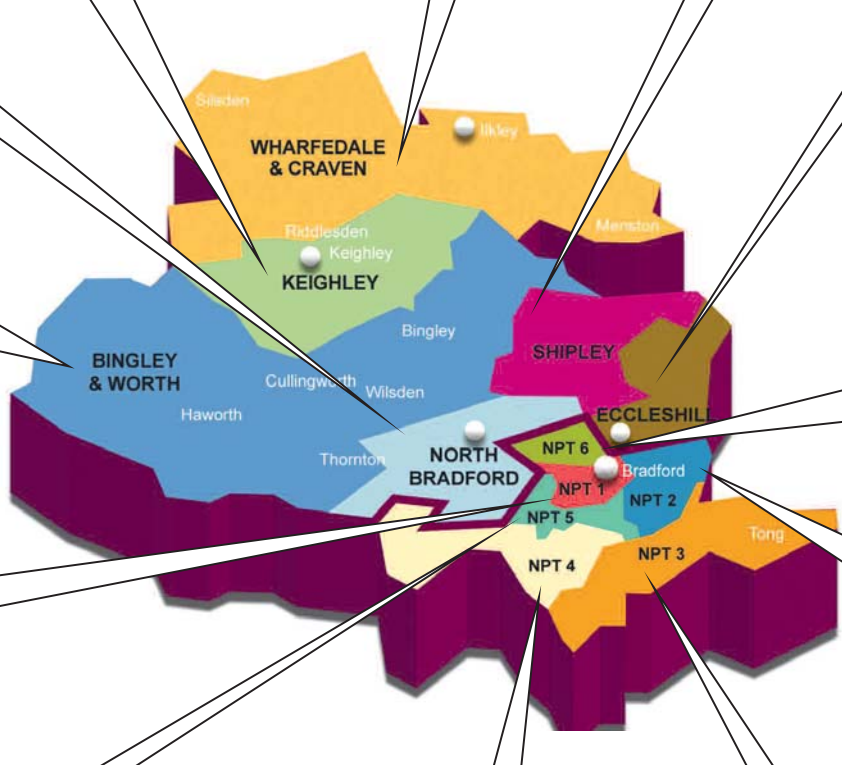 Silsden
Ilkley
WHARFEDALE
& CRAVEN
Menston
Riddlesden
Keighley
KEIGHLEY
Bingley
SHIPLEY
BINGLEY
& WORTH
Cullingworth
Wilsden
Haworth
ECCLESHILL
NORTH
BRADFORD
Thornton
NPT 6
Bradford
NPT 1
NPT 2
NPT 5
Tong
NPT 3
NPT 4